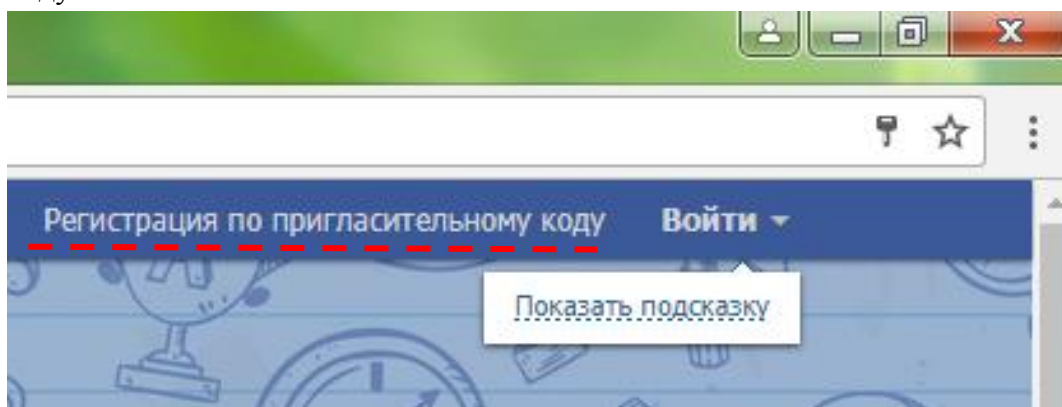 Регистрация по пригласительному коду Войти
Показать подсказку